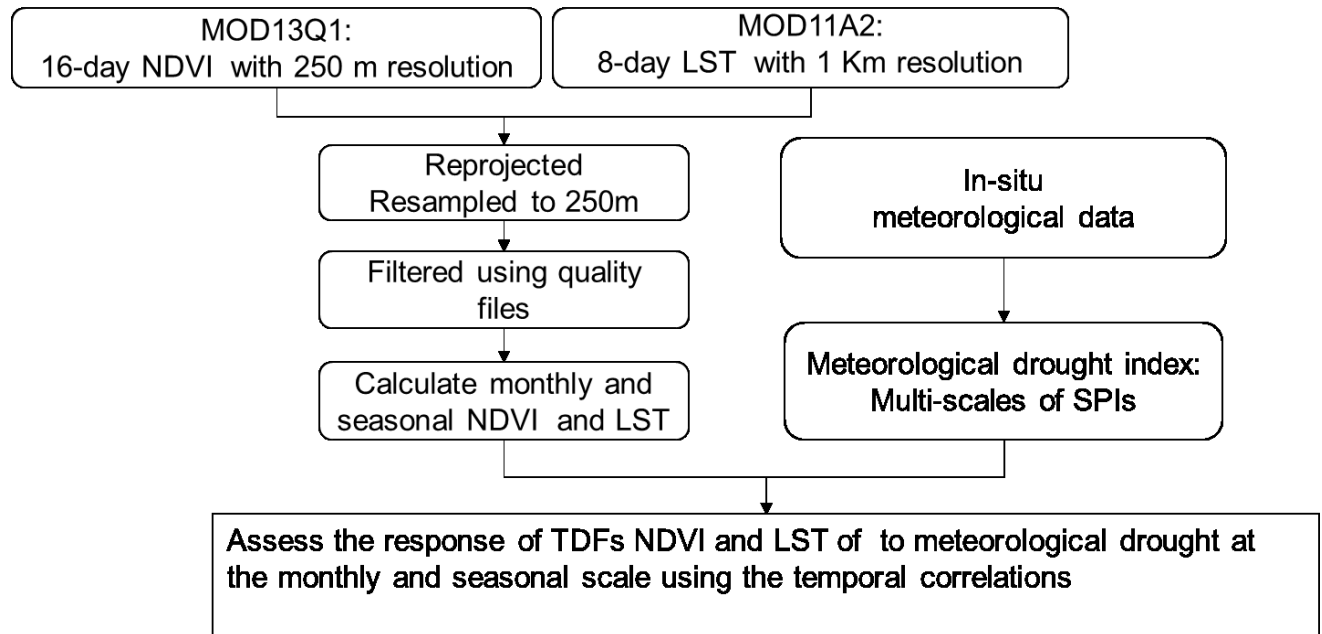 MOD13Q1:
16-day NDVI with 250 m resolution
MOD11A2:
8-day LST with 1 Km resolution
Reprojected
Resampled to 250m
In-situ
meteorological data
Filtered using quality
files
Meteorological drought index:
Multi-scales of SPIs
Calculate monthly and
seasonal NDVI and LST
Assess the response of TDFs NDVI and LST of to meteorological drought at
the monthly and seasonal scale using the temporal correlations